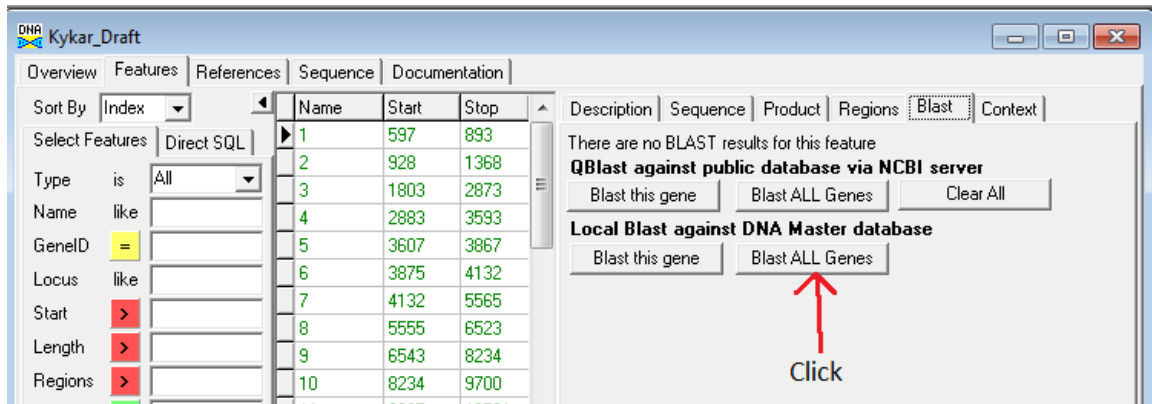 DNA Kykar_Draft
Overview Features References Sequence Documentation
Sort By Index
Select Features Direct SQL
Type is All
Name like
GeneID =
Locus like
Start >
Length >
Regions >
Name Start Stop
1 597 893
2 928 1368
3 1803 2873
4 2883 3593
5 3607 3867
6 3875 4132
7 4132 5565
8 5555 6523
9 6543 8234
10 8234 9700
Description Sequence Product Regions Blast Context
There are no BLAST results for this feature
QBlast against public database via NCBI server
Blast this gene Blast ALL Genes Clear All
Local Blast against DNA Master database
Blast this gene Blast ALL Genes
Click